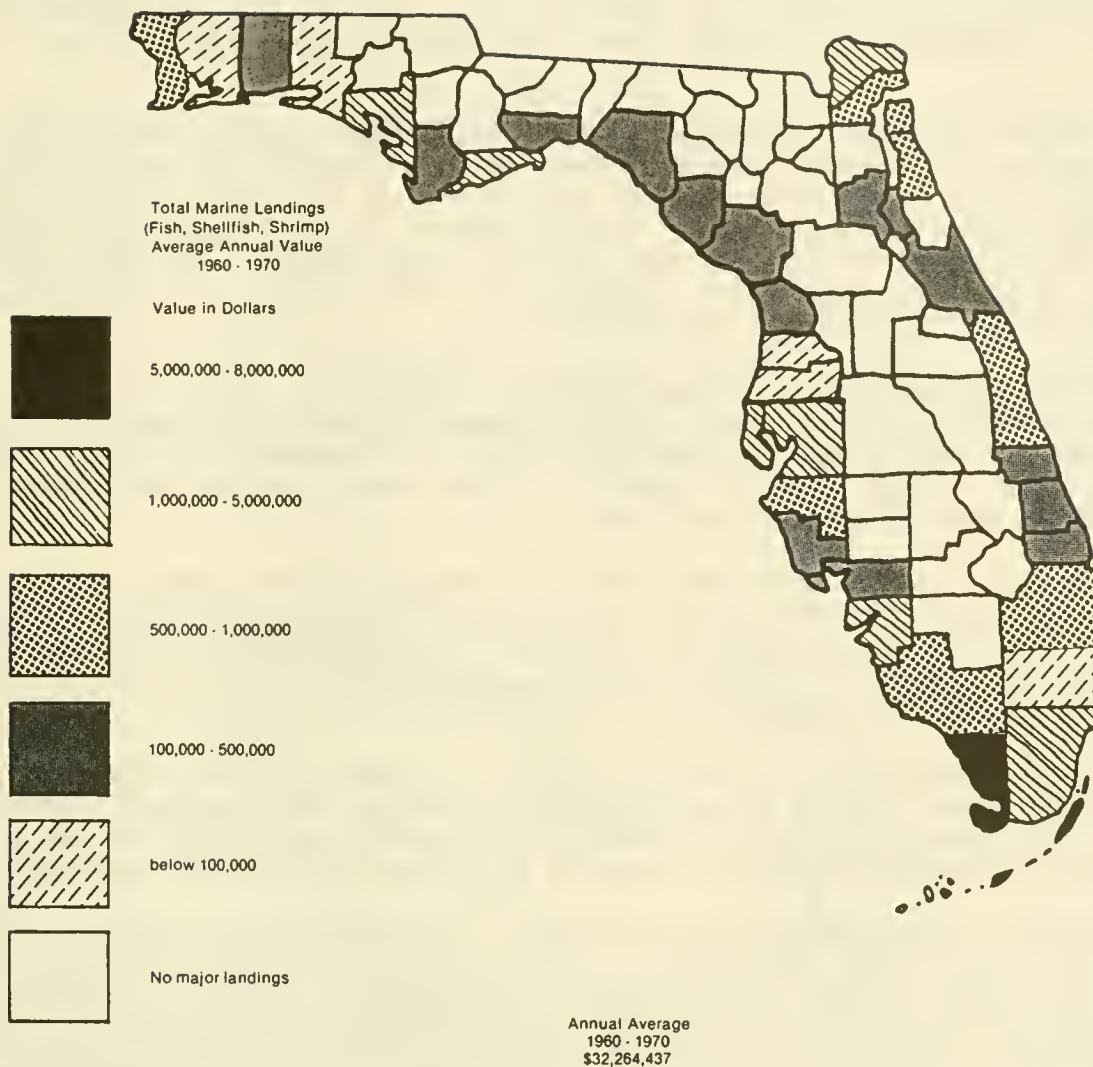 Total Marine Landings
(Fish, Shellfish, Shrimp)
Average Annual Value
1960 - 1970
Value in Dollars
5,000,000 - 8,000,000
1,000,000 - 5,000,000
500,000 - 1,000,000
100,000 - 500,000
below 100,000
No major landings
Annual Average
1960 - 1970
$32,264,437